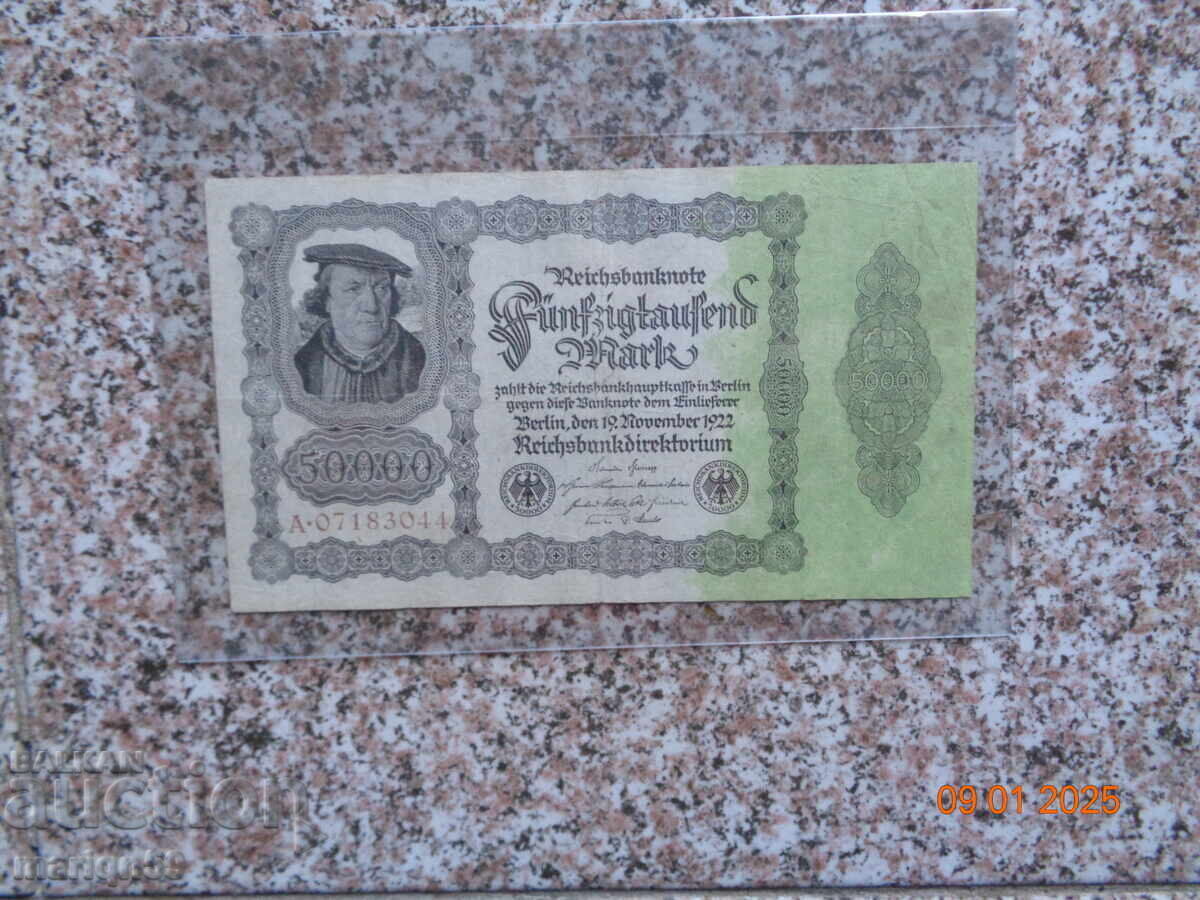 Reichsbanknote
Fünfzigtausend
Mark
zahlt die Reichsbankhauptkasse in Berlin
gegen diese Banknote dem Einlieferer
Berlin, den 19. November 1922
Reichsbankdirektorium
50000
A·07183044
50000
50000
BALKAN
auction
09 01 2025